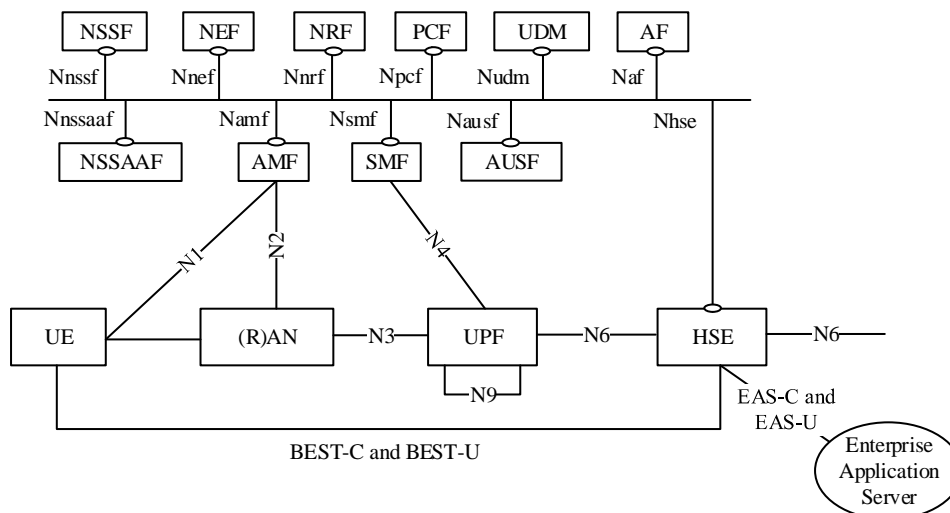 NSSF NEF NRF PCF UDM AF
Nnssf Nnef Nnrf Npcf Nudm Naf
Nnssaaf Namf Nsmf Nausf Nhse
NSSAAF AMF SMF AUSF
N1 N2 N4
UE (R)AN N3 UPF N6 HSE N6
N9
EAS-C and
EAS-U
BEST-C and BEST-U
Enterprise
Application
Server